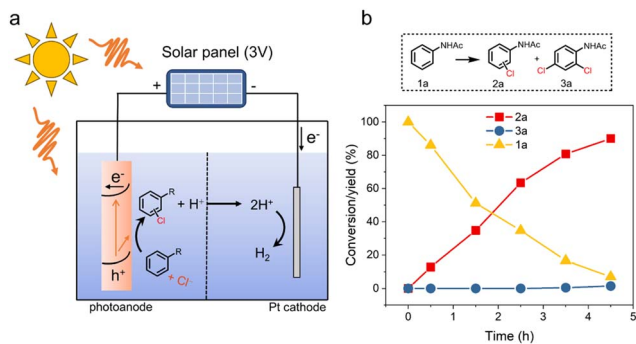 a
Solar panel (3V)
+ -
e-
e-
R
Cl
+ H+
2H+
H2
R
+ Cl-
h+
photoanode
Pt cathode
b
NHAc
NHAc
NHAc
Cl
+
Cl
Cl
1a
2a
3a
2a
3a
1a
Conversion/yield (%)
100
80
60
40
20
0
0 1 2 3 4 5
Time (h)